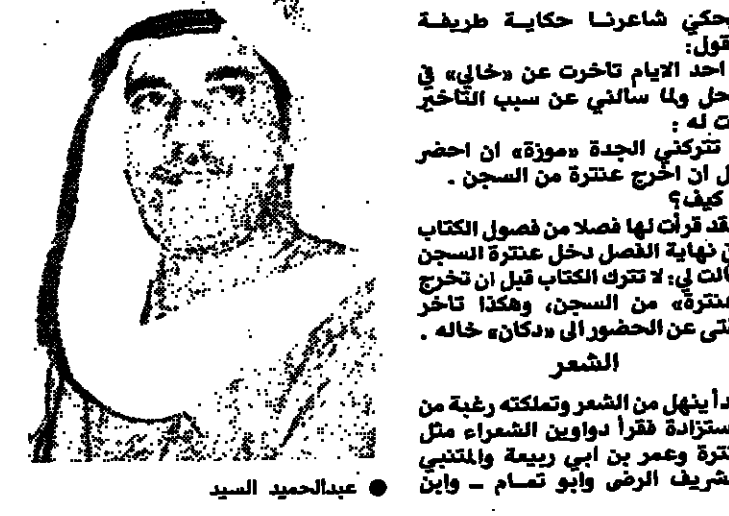 يحكي شاعرنا حكاية طريفة
قول:
احد الايام تاخرت عن «خالي» في
حل ولما سالني عن سبب التاخير
ت له :
تتركني الجدة «موزة» ان احضر
ل ان اخرج عنترة من السجن .
كيف؟
قد قرأت لها فصلا من فصول الكتاب
نهاية الفصل دخل عنترة السجن
الت لي: لا تترك الكتاب قبل ان تخرج
عنترة» من السجن، وهكذا تاخر
تى عن الحضور الى «دكان» خاله .
الشعر
دأ ينهل من الشعر وتملكته رغبة من
ستزادة فقرأ دواوين الشعراء مثل
نترة وعمر بن ابي ربيعة والمتنبي
شريف الرضى وابو تمام ــ وابن
● عبدالحميد السيد